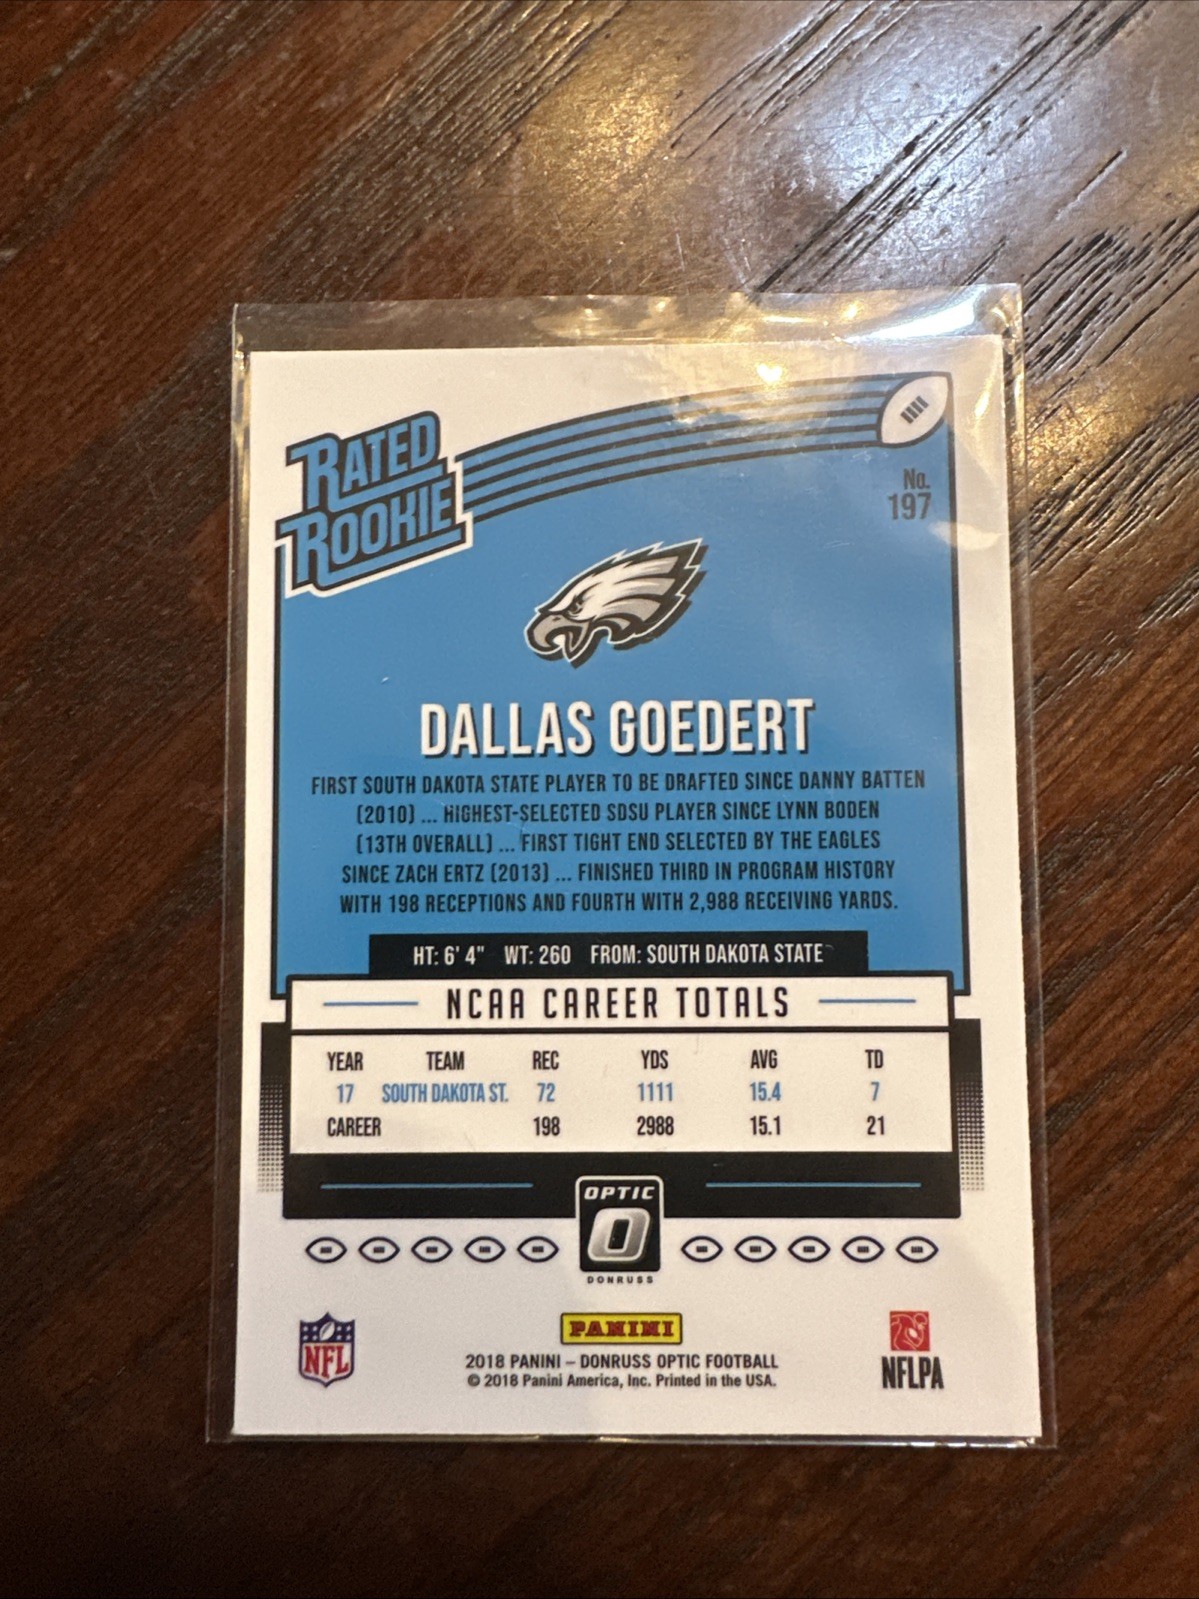 RATED
ROOKIE
No.
197
DALLAS GOEDERT
FIRST SOUTH DAKOTA STATE PLAYER TO BE DRAFTED SINCE DANNY BATTEN
(2010) ... HIGHEST-SELECTED SDSU PLAYER SINCE LYNN BODEN
(13TH OVERALL) ... FIRST TIGHT END SELECTED BY THE EAGLES
SINCE ZACH ERTZ (2013) ... FINISHED THIRD IN PROGRAM HISTORY
WITH 198 RECEPTIONS AND FOURTH WITH 2,988 RECEIVING YARDS.
HT: 6' 4" WT: 260 FROM: SOUTH DAKOTA STATE
NCAA CAREER TOTALS
YEAR TEAM REC YDS AVG TD
17 SOUTH DAKOTA ST. 72 1111 15.4 7
CAREER 198 2988 15.1 21
OPTIC
O
DONRUSS
NFL
PANINI
2018 PANINI – DONRUSS OPTIC FOOTBALL
© 2018 Panini America, Inc. Printed in the USA.
NFLPA